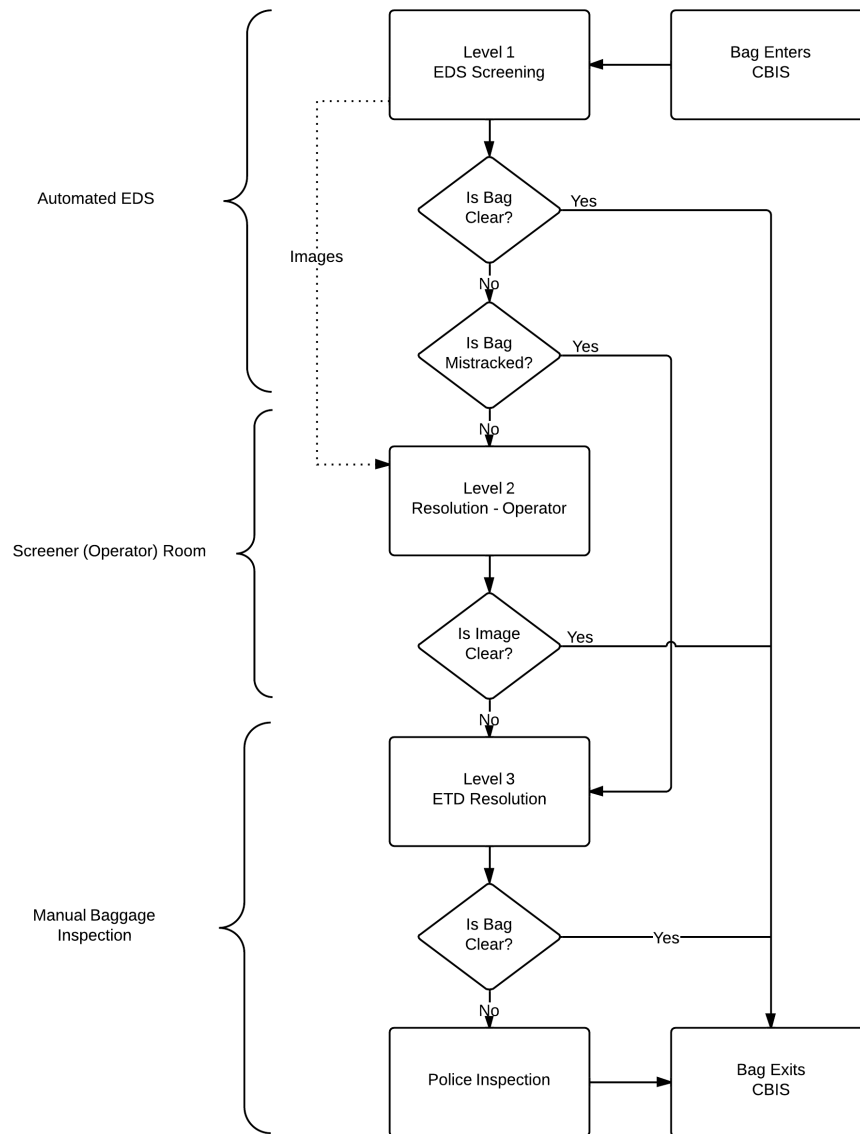 Level 1
EDS Screening
Bag Enters
CBIS
Is Bag
Clear?
Yes
Automated EDS
Images
No
Is Bag
Mistracked?
Yes
No
Level 2
Resolution - Operator
Screener (Operator) Room
Is Image
Clear?
Yes
No
Level 3
ETD Resolution
Manual Baggage
Inspection
Is Bag
Clear?
Yes
No
Police Inspection
Bag Exits
CBIS